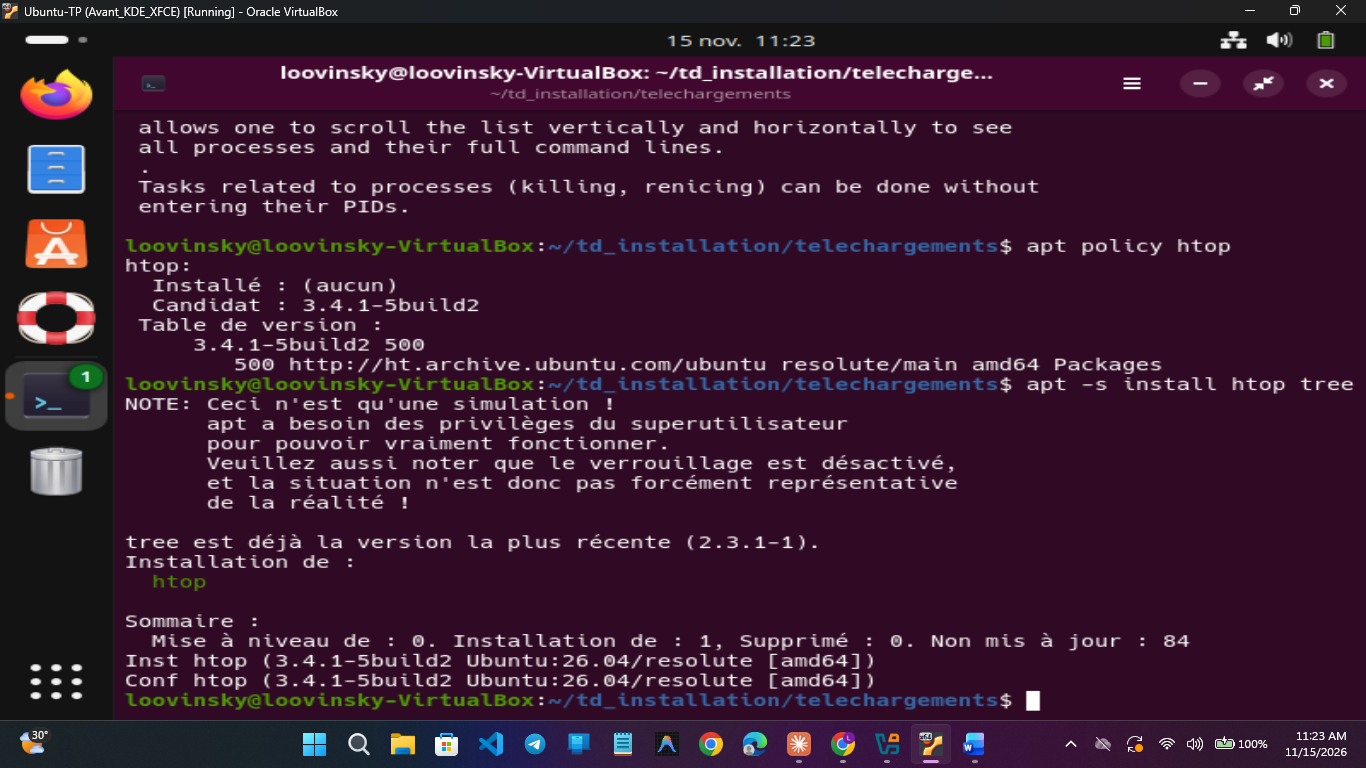 Ubuntu-TP (Avant_KDE_XFCE) [Running] - Oracle VirtualBox
15 nov. 11:23
loovinsky@loovinsky-VirtualBox: ~/td_installation/telecharge...
~/td_installation/telechargements
allows one to scroll the list vertically and horizontally to see
all processes and their full command lines.
.
Tasks related to processes (killing, renicing) can be done without
entering their PIDs.
loovinsky@loovinsky-VirtualBox:~/td_installation/telechargements$ apt policy htop
htop:
Installé : (aucun)
Candidat : 3.4.1-5build2
Table de version :
3.4.1-5build2 500
500 http://ht.archive.ubuntu.com/ubuntu resolute/main amd64 Packages
loovinsky@loovinsky-VirtualBox:~/td_installation/telechargements$ apt -s install htop tree
NOTE: Ceci n'est qu'une simulation !
apt a besoin des privilèges du superutilisateur
pour pouvoir vraiment fonctionner.
Veuillez aussi noter que le verrouillage est désactivé,
et la situation n'est donc pas forcément représentative
de la réalité !
tree est déjà la version la plus récente (2.3.1-1).
Installation de :
htop
Sommaire :
Mise à niveau de : 0. Installation de : 1, Supprimé : 0. Non mis à jour : 84
Inst htop (3.4.1-5build2 Ubuntu:26.04/resolute [amd64])
Conf htop (3.4.1-5build2 Ubuntu:26.04/resolute [amd64])
loovinsky@loovinsky-VirtualBox:~/td_installation/telechargements$
1
30°
100%
11:23 AM
11/15/2026